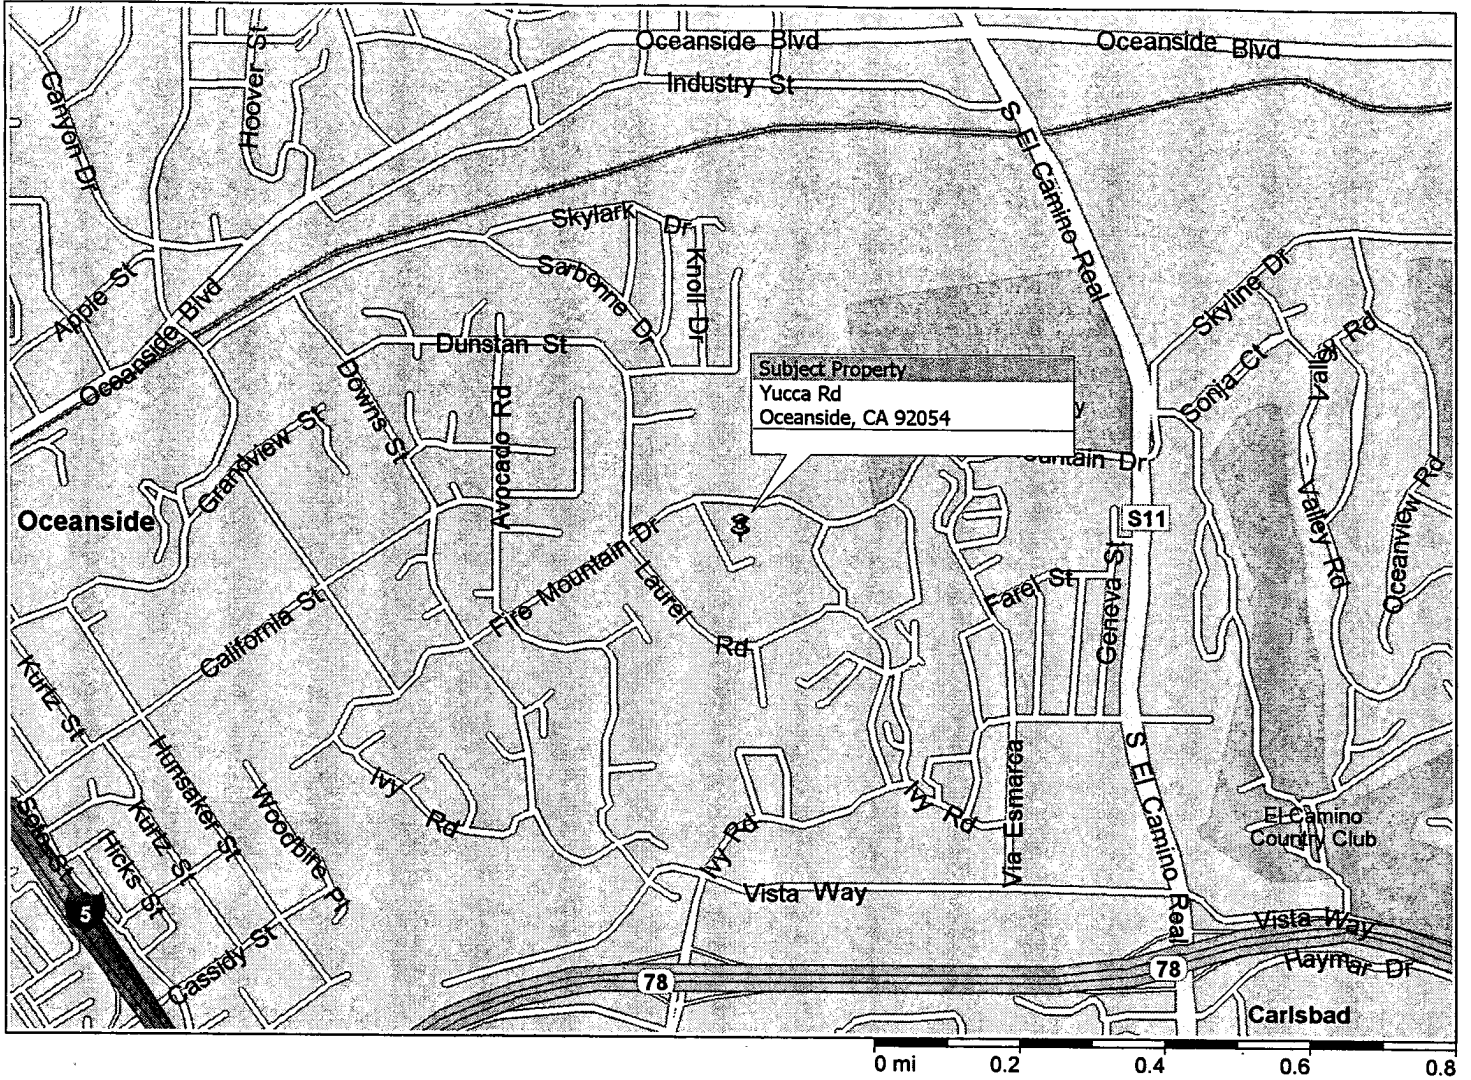 Oceanside Blvd
Oceanside Blvd
Industry St
Hoover St
Canyon Dr
S El Camino Real
Skylark Dr
Knoll Dr
Sarbonne Dr
Skyline Dr
Apple St
Oceanside Blvd
Dunstan St
Valley Rd
Sonja Ct
Subject Property
Yucca Rd
Oceanside, CA 92054
y
Downs St
Avocado Rd
Grandview St
untain Dr
Oceanside
S11
Valley Rd
Oceanview Rd
Fire Mountain Dr
Laurel Rd
Farel St
Geneva St
California St
Kurtz St
Hunsaker St
Woodbine Pl
Ivy Rd
Ivy Rd
Via Esmarca
S El Camino Real
El Camino
Country Club
Soto St
Kurtz St
Hicks St
Ivy Rd
5
Vista Way
Vista Way
Cassidy St
78
78
Haymar Dr
Carlsbad
0 mi 0.2 0.4 0.6 0.8